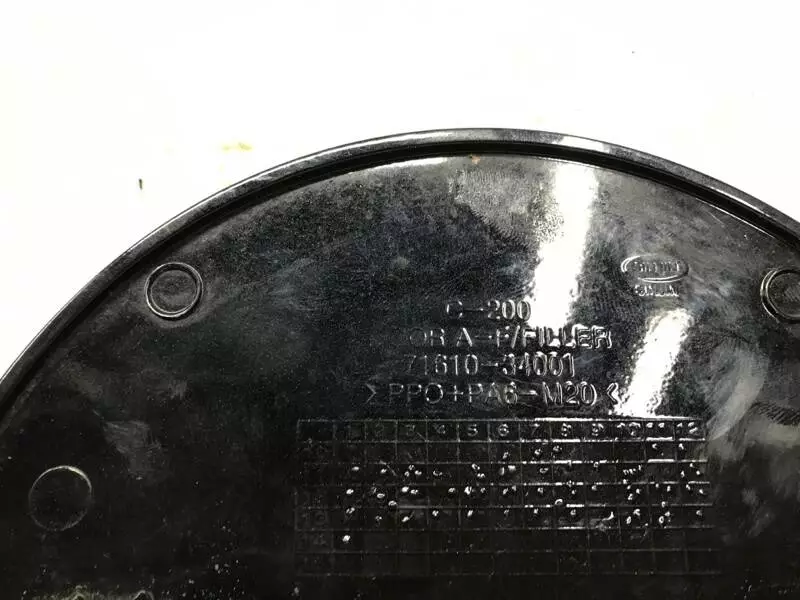 C-200
OR A-F/FILLER
71610-34001
>PPO+PA6-M20<
1 2 3 4 5 6 7 8 9 10 11 12